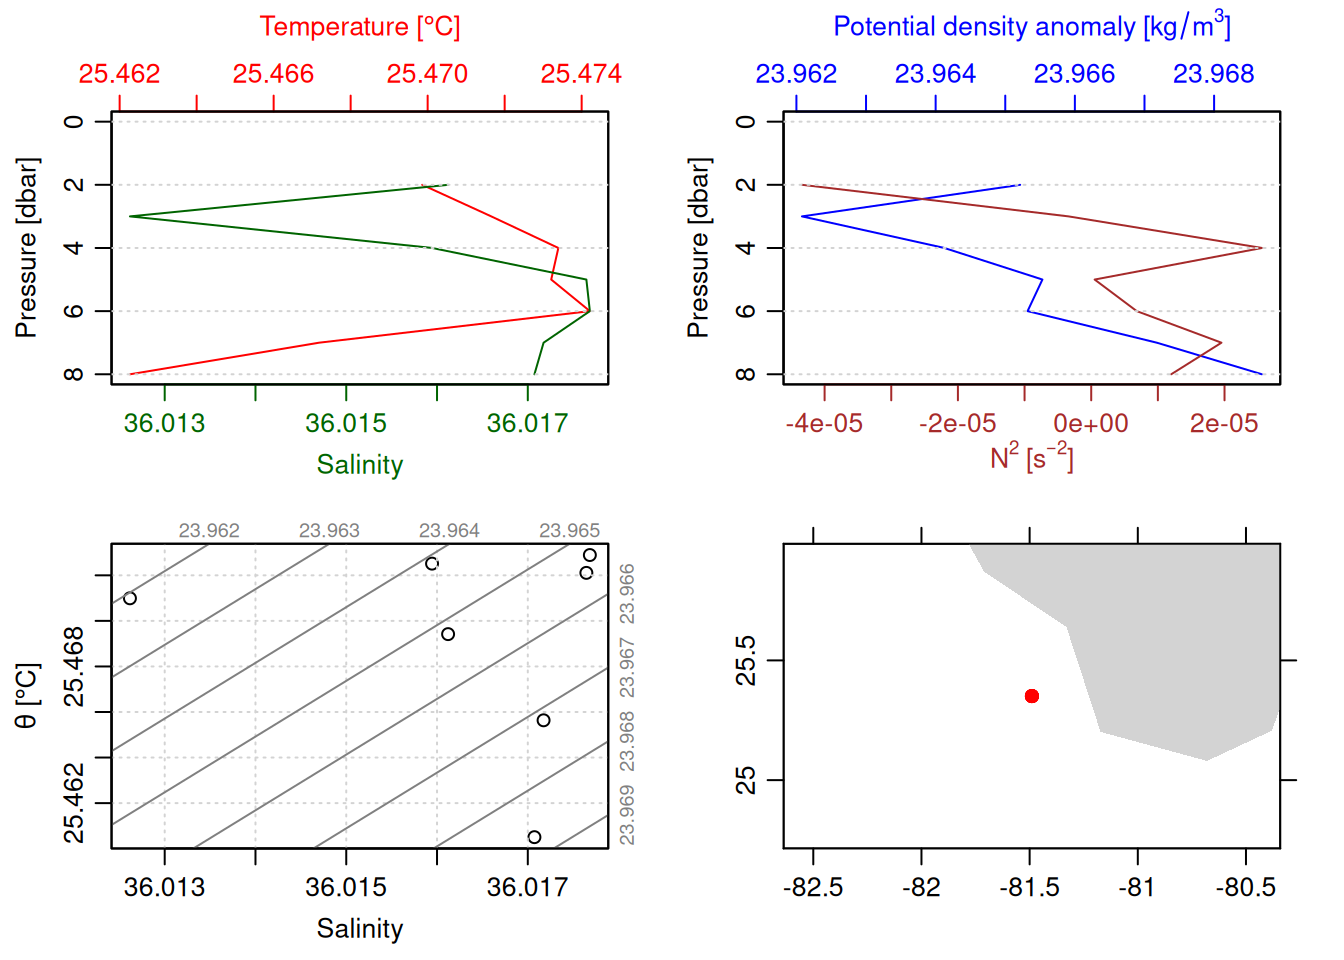 Temperature [°C]
25.462 25.466 25.470 25.474
Pressure [dbar]
0
2
4
6
8
36.013 36.015 36.017
Salinity
Potential density anomaly [kg/m³]
23.962 23.964 23.966 23.968
Pressure [dbar]
0
2
4
6
8
-4e-05 -2e-05 0e+00 2e-05
N² [s⁻²]
23.962 23.963 23.964 23.965
θ [°C]
25.468
25.462
23.966
23.967
23.968
23.969
36.013 36.015 36.017
Salinity
25.5
25
-82.5 -82 -81.5 -81 -80.5